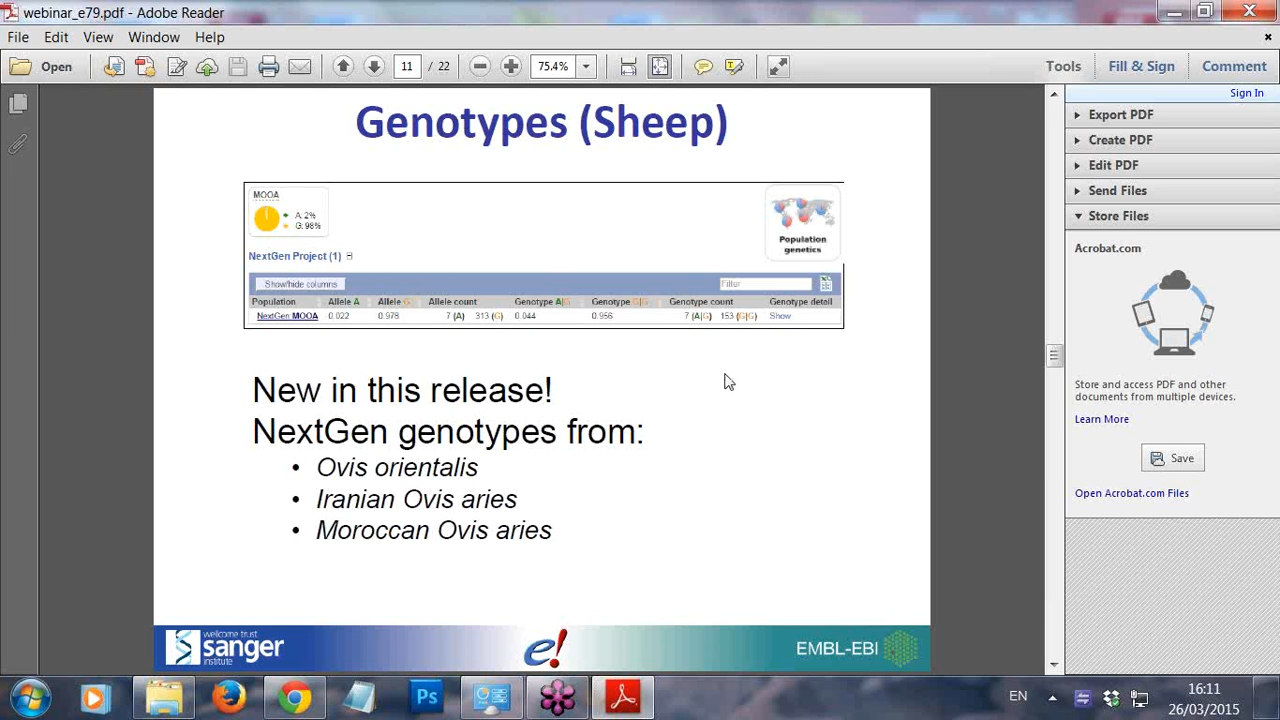 webinar_e79.pdf - Adobe Reader
File Edit View Window Help
Open 11 / 22 75.4% Tools Fill & Sign Comment
Sign In
Export PDF
Create PDF
Edit PDF
Send Files
Store Files
Acrobat.com
Store and access PDF and other
documents from multiple devices.
Learn More
Save
Open Acrobat.com Files
Genotypes (Sheep)
MOOA
A: 2%
G: 98%
Population
genetics
NextGen Project (1)
Show/hide columns Filter
Population Allele A Allele G Allele count Genotype A|G Genotype G|G Genotype count Genotype detail
NextGen MOOA 0.022 0.978 7 (A) 313 (G) 0.044 0.956 7 (A|G) 153 (G|G) Show
New in this release!
NextGen genotypes from:
• Ovis orientalis
• Iranian Ovis aries
• Moroccan Ovis aries
wellcome trust
sanger
institute
e!
EMBL-EBI
Ps
EN 16:11
26/03/2015